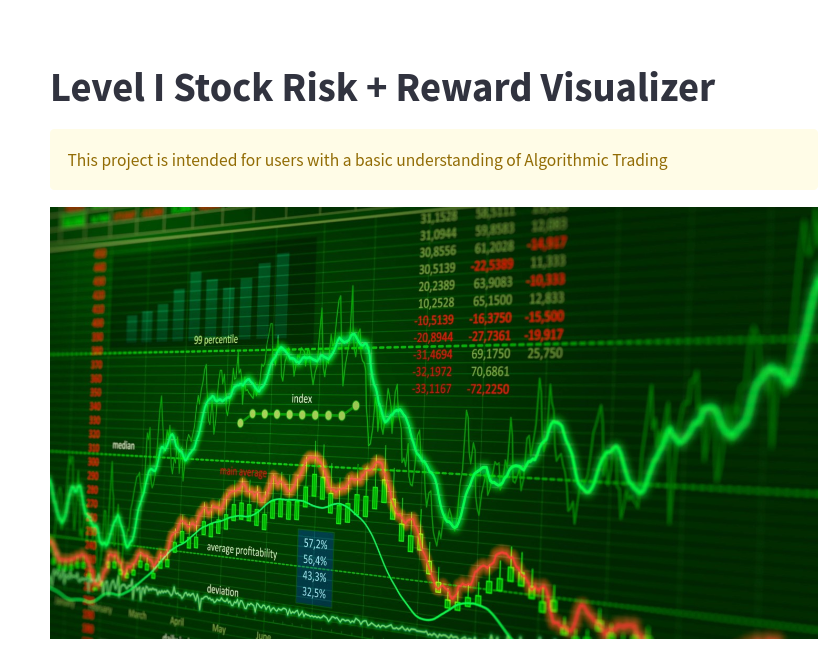 Level I Stock Risk + Reward Visualizer
This project is intended for users with a basic understanding of Algorithmic Trading
31,1528
31,0944 59,8583
30,8556 61,2028 -14,917
30,5139 -22,5389 11,333
20,2389 63,9083 -10,333
10,2528 65,1500 12,833
-10,5139 -16,3750 -15,500
-20,8944 -27,7361 -19,917
-31,4694 69,1750 25,750
-32,1972 70,6861
-33,1167 -72,2250
99 percentile
index
median
main average
average profitability
57,2%
56,4%
43,3%
32,5%
deviation
March
April
May
June